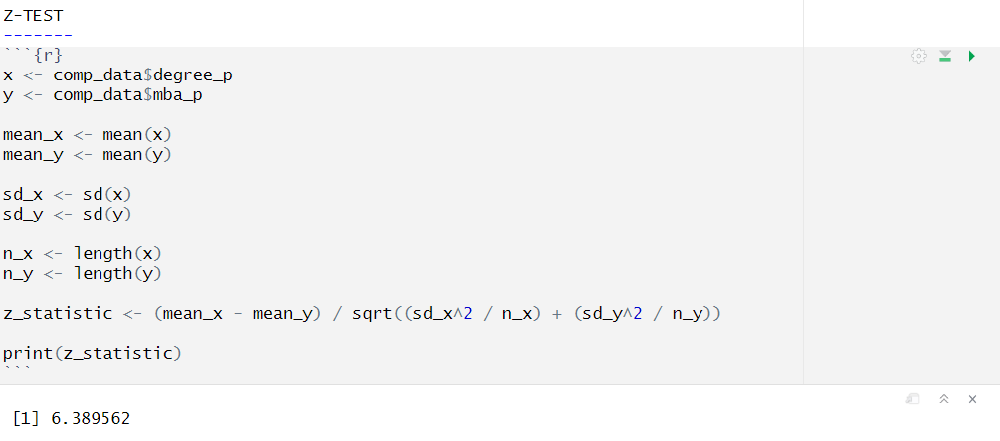 Z-TEST
-------
```{r}
x <- comp_data$degree_p
y <- comp_data$mba_p
mean_x <- mean(x)
mean_y <- mean(y)
sd_x <- sd(x)
sd_y <- sd(y)
n_x <- length(x)
n_y <- length(y)
z_statistic <- (mean_x - mean_y) / sqrt((sd_x^2 / n_x) + (sd_y^2 / n_y))
print(z_statistic)
```
[1] 6.389562